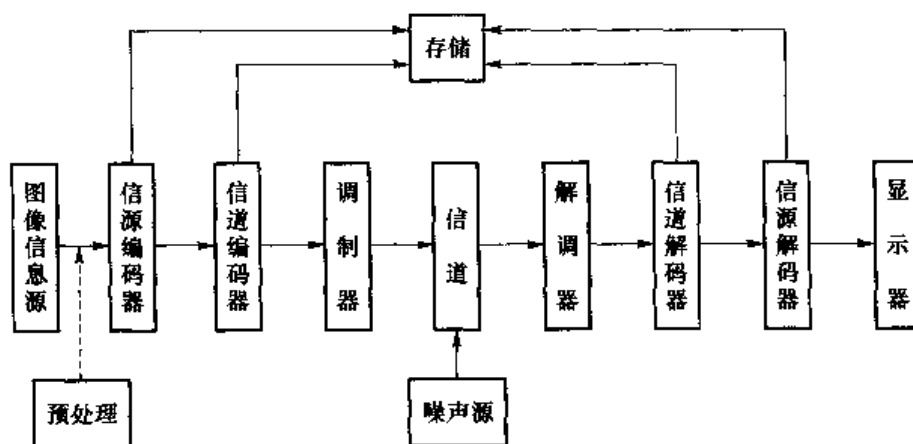 存储
图像信息源
信源编码器
信道编码器
调制器
信道
解调器
信道解码器
信源解码器
显示器
预处理
噪声源